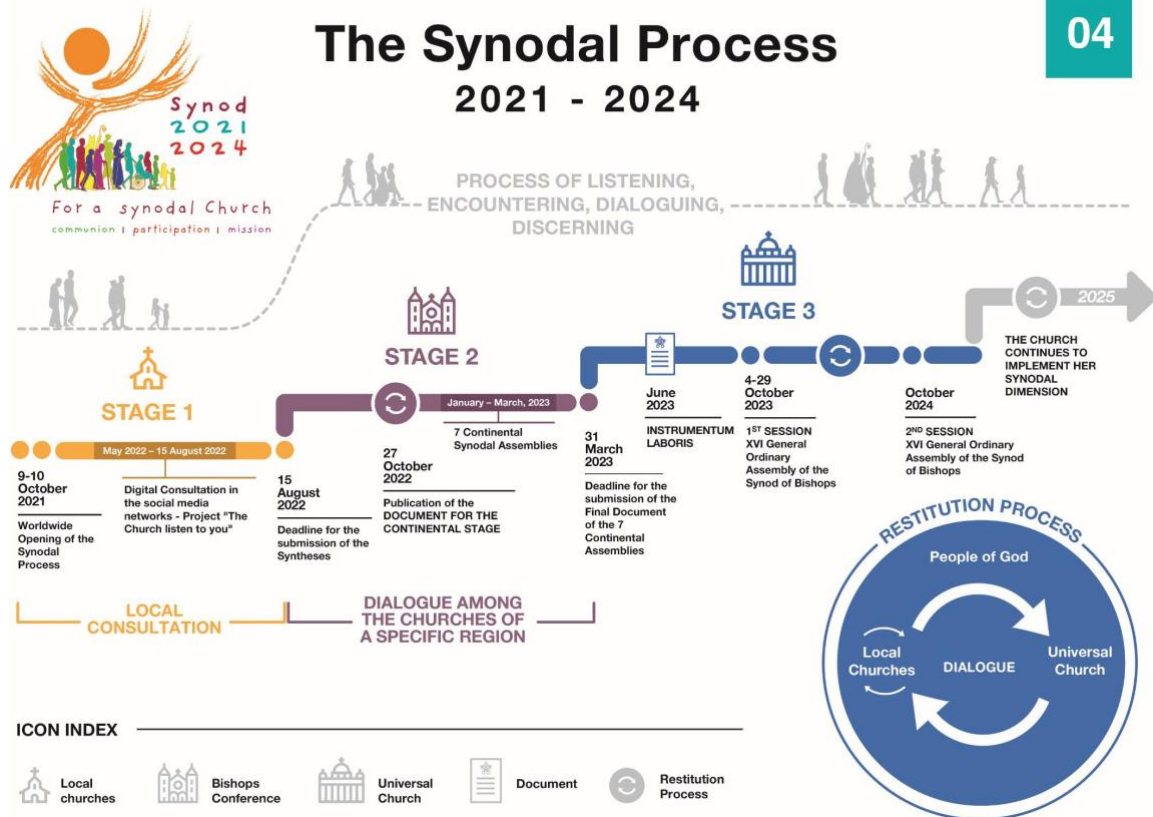 The Synodal Process
2021 - 2024
04
Synod
2021
2024
For a synodal Church
communion | participation | mission
PROCESS OF LISTENING,
ENCOUNTERING, DIALOGUING,
DISCERNING
STAGE 1
May 2022 – 15 August 2022
9-10
October
2021
Worldwide
Opening of the
Synodal
Process
Digital Consultation in
the social media
networks - Project "The
Church listen to you"
15
August
2022
Deadline for the
submission of the
Syntheses
LOCAL
CONSULTATION
STAGE 2
January – March, 2023
27
October
2022
Publication of the
DOCUMENT FOR THE
CONTINENTAL STAGE
7 Continental
Synodal Assemblies
31
March
2023
Deadline for the
submission of the
Final Document
of the 7
Continental
Assemblies
DIALOGUE AMONG
THE CHURCHES OF
A SPECIFIC REGION
STAGE 3
June
2023
INSTRUMENTUM
LABORIS
4-29
October
2023
1ST SESSION
XVI General
Ordinary
Assembly of the
Synod of Bishops
October
2024
2ND SESSION
XVI General Ordinary
Assembly of the Synod
of Bishops
2025
THE CHURCH
CONTINUES TO
IMPLEMENT HER
SYNODAL
DIMENSION
RESTITUTION PROCESS
People of God
Local
Churches
DIALOGUE
Universal
Church
ICON INDEX
Local
churches
Bishops
Conference
Universal
Church
Document
Restitution
Process